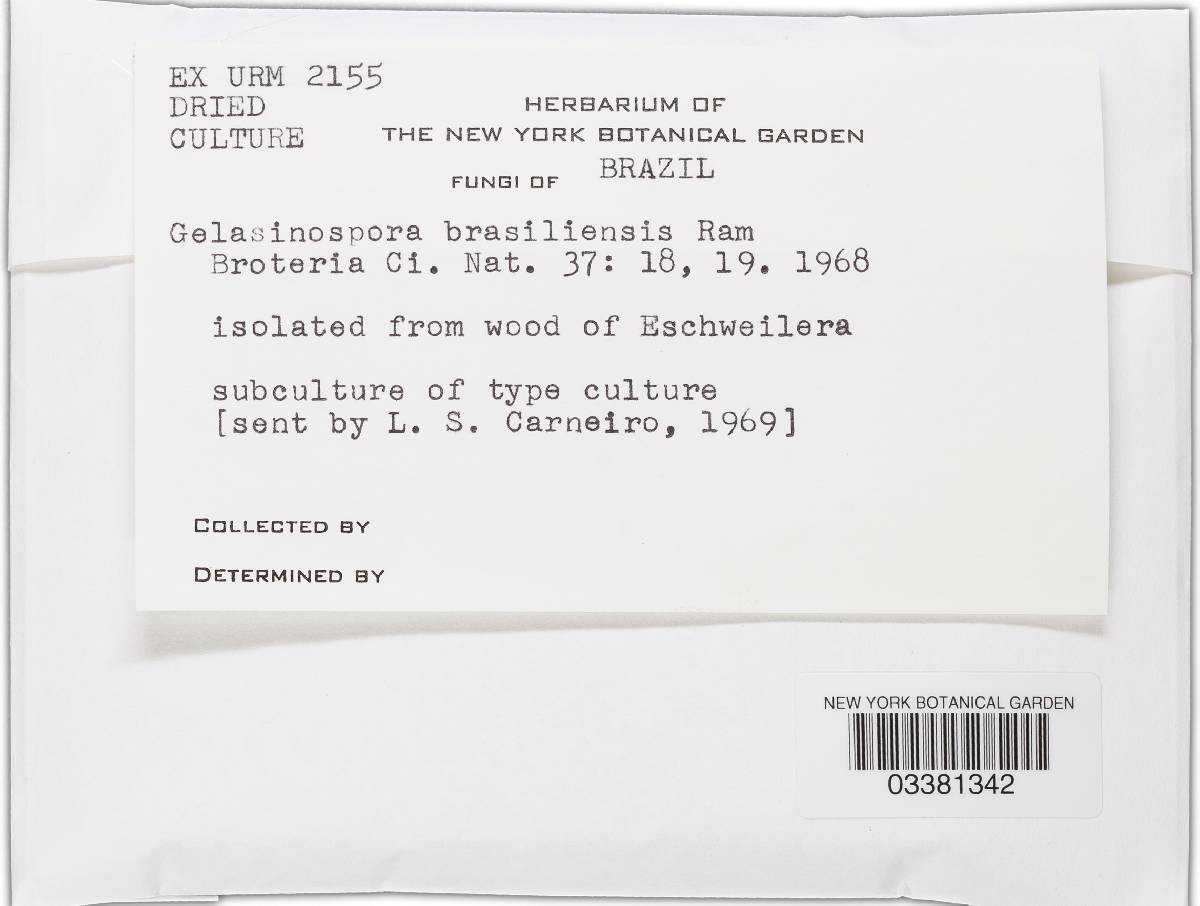 EX URM 2155
DRIED
CULTURE
HERBARIUM OF
THE NEW YORK BOTANICAL GARDEN
FUNGI OF BRAZIL
Gelasinospora brasiliensis Ram
Broteria Ci. Nat. 37: 18, 19. 1968
isolated from wood of Eschweilera
subculture of type culture
[sent by L. S. Carneiro, 1969]
COLLECTED BY
DETERMINED BY
NEW YORK BOTANICAL GARDEN
03381342